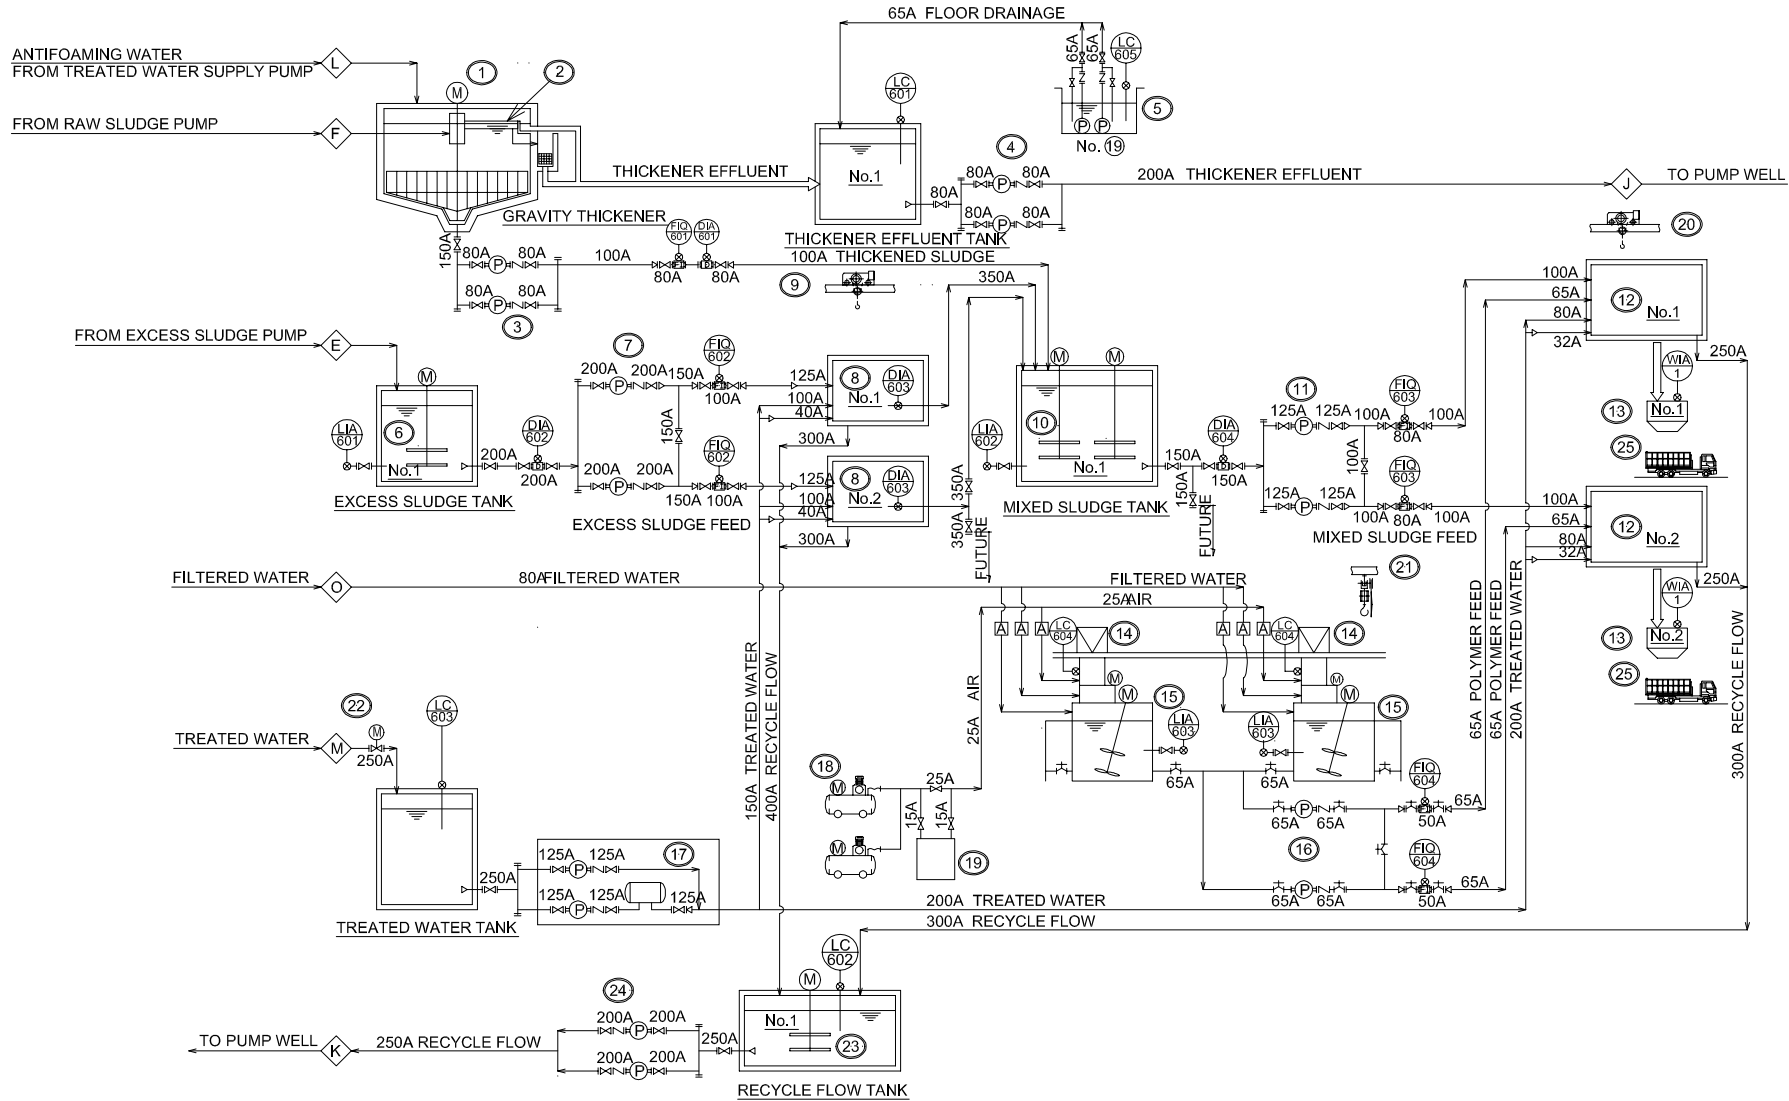 65A FLOOR DRAINAGE
ANTIFOAMING WATER
FROM TREATED WATER SUPPLY PUMP
L
1
2
M
65A
65A
LC
605
LC
601
5
FROM RAW SLUDGE PUMP
F
P
P
No. 19
4
No.1
THICKENER EFFLUENT
80A
80A
P
80A
80A
P
80A
200A THICKENER EFFLUENT
J
TO PUMP WELL
20
GRAVITY THICKENER
THICKENER EFFLUENT TANK
150A
80A
80A
P
80A
80A
P
3
100A
FIQ
601
DIA
601
80A
80A
100A THICKENED SLUDGE
9
350A
FROM EXCESS SLUDGE PUMP
E
M
6
No.1
LIA
601
EXCESS SLUDGE TANK
200A
DIA
602
200A
7
200A
200A
P
200A
200A
P
150A
150A
150A
FIQ
602
100A
FIQ
602
100A
EXCESS SLUDGE FEED
125A
100A
40A
8
No.1
DIA
603
300A
125A
100A
40A
8
No.2
DIA
603
300A
350A
350A
FUTURE
M
M
10
No.1
LIA
602
MIXED SLUDGE TANK
150A
150A
FUTURE
DIA
604
150A
11
125A
125A
P
125A
125A
P
100A
100A
100A
FIQ
603
80A
100A
FIQ
603
80A
100A
MIXED SLUDGE FEED
100A
65A
80A
32A
12
No.1
250A
WIA
1
13
No.1
25
100A
65A
80A
32A
12
No.2
250A
WIA
1
13
No.2
25
FILTERED WATER
O
80A FILTERED WATER
FILTERED WATER
25A AIR
21
A
A
A
LC
604
14
A
A
A
LC
604
14
M
M
15
LIA
603
M
M
15
LIA
603
25A AIR
65A
65A
65A POLYMER FEED
65A POLYMER FEED
200A TREATED WATER
300A RECYCLE FLOW
150A TREATED WATER
400A RECYCLE FLOW
22
M
250A
LC
603
TREATED WATER
M
TREATED WATER TANK
250A
125A
125A
P
125A
125A
P
17
125A
18
M
M
25A
15A
15A
19
65A
P
65A
16
65A
P
65A
FIQ
604
50A
65A
FIQ
604
50A
65A
200A TREATED WATER
300A RECYCLE FLOW
LC
602
M
No.1
23
RECYCLE FLOW TANK
24
200A
P
200A
200A
P
200A
250A
250A RECYCLE FLOW
K
TO PUMP WELL